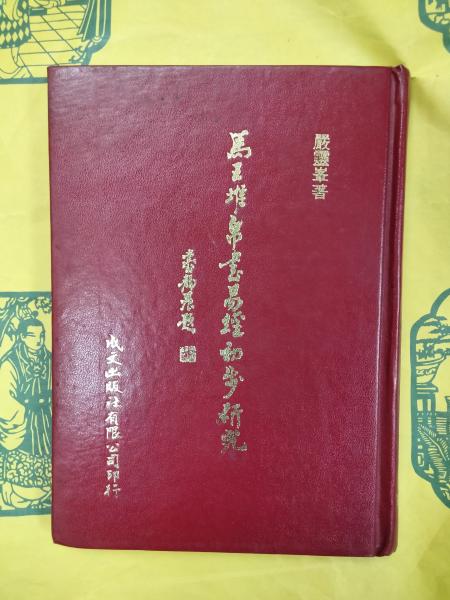 嚴靈峯著
馬王堆帛書易經初步研究
成文出版社有限公司印行